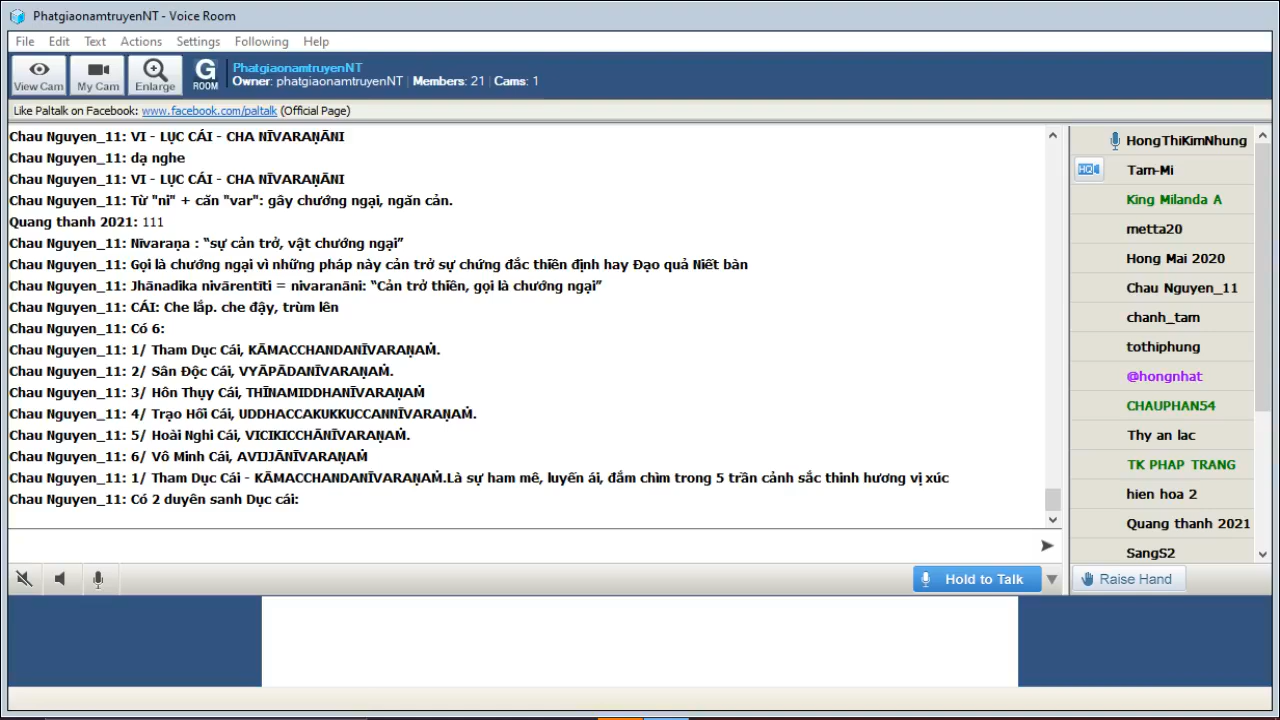 PhatgiaonamtruyenNT - Voice Room
File Edit Text Actions Settings Following Help
View Cam My Cam Enlarge G ROOM
PhatgiaonamtruyenNT
Owner: phatgiaonamtruyenNT | Members: 21 | Cams: 1
Like Paltalk on Facebook: www.facebook.com/paltalk (Official Page)
Chau Nguyen_11: VI - LỤC CÁI - CHA NĪVARAṆĀNI
Chau Nguyen_11: dạ nghe
Chau Nguyen_11: VI - LỤC CÁI - CHA NĪVARAṆĀNI
Chau Nguyen_11: Từ "ni" + căn "var": gây chướng ngại, ngăn cản.
Quang thanh 2021: 111
Chau Nguyen_11: Nīvaraṇa : “sự cản trở, vật chướng ngại”
Chau Nguyen_11: Gọi là chướng ngại vì những pháp này cản trở sự chứng đắc thiền định hay Đạo quả Niết bàn
Chau Nguyen_11: Jhānadika nivārentīti = nivaranāni: “Cản trở thiền, gọi là chướng ngại”
Chau Nguyen_11: CÁI: Che lấp. che đậy, trùm lên
Chau Nguyen_11: Có 6:
Chau Nguyen_11: 1/ Tham Dục Cái, KĀMACCHANDANĪVARAṆAṀ.
Chau Nguyen_11: 2/ Sân Độc Cái, VYĀPĀDANĪVARAṆAṀ.
Chau Nguyen_11: 3/ Hôn Thụy Cái, THĪNAMIDDHANĪVARAṆAṀ
Chau Nguyen_11: 4/ Trạo Hối Cái, UDDHACCAKUKKUCCANNĪVARAṆAṀ.
Chau Nguyen_11: 5/ Hoài Nghi Cái, VICIKICCHĀNĪVARAṆAṀ.
Chau Nguyen_11: 6/ Vô Minh Cái, AVIJJĀNĪVARAṆAṀ
Chau Nguyen_11: 1/ Tham Dục Cái - KĀMACCHANDANĪVARAṆAṀ.Là sự ham mê, luyến ái, đắm chìm trong 5 trần cảnh sắc thinh hương vị xúc
Chau Nguyen_11: Có 2 duyên sanh Dục cái:
HongThiKimNhung
HQ Tam-Mi
King Milanda A
metta20
Hong Mai 2020
Chau Nguyen_11
chanh_tam
tothiphung
@hongnhat
CHAUPHAN54
Thy an lac
TK PHAP TRANG
hien hoa 2
Quang thanh 2021
SangS2
Hold to Talk
Raise Hand